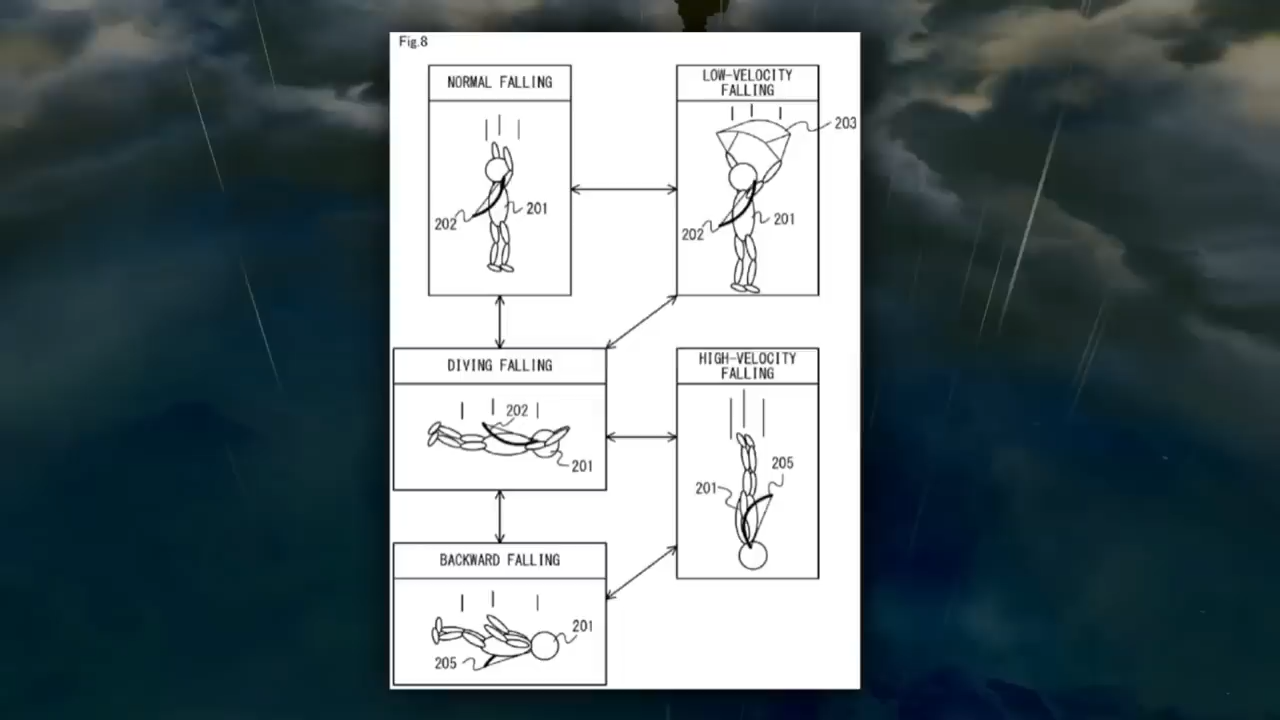 Fig.8
NORMAL FALLING
202
201
LOW-VELOCITY
FALLING
203
202
201
DIVING FALLING
202
201
HIGH-VELOCITY
FALLING
205
201
BACKWARD FALLING
201
205